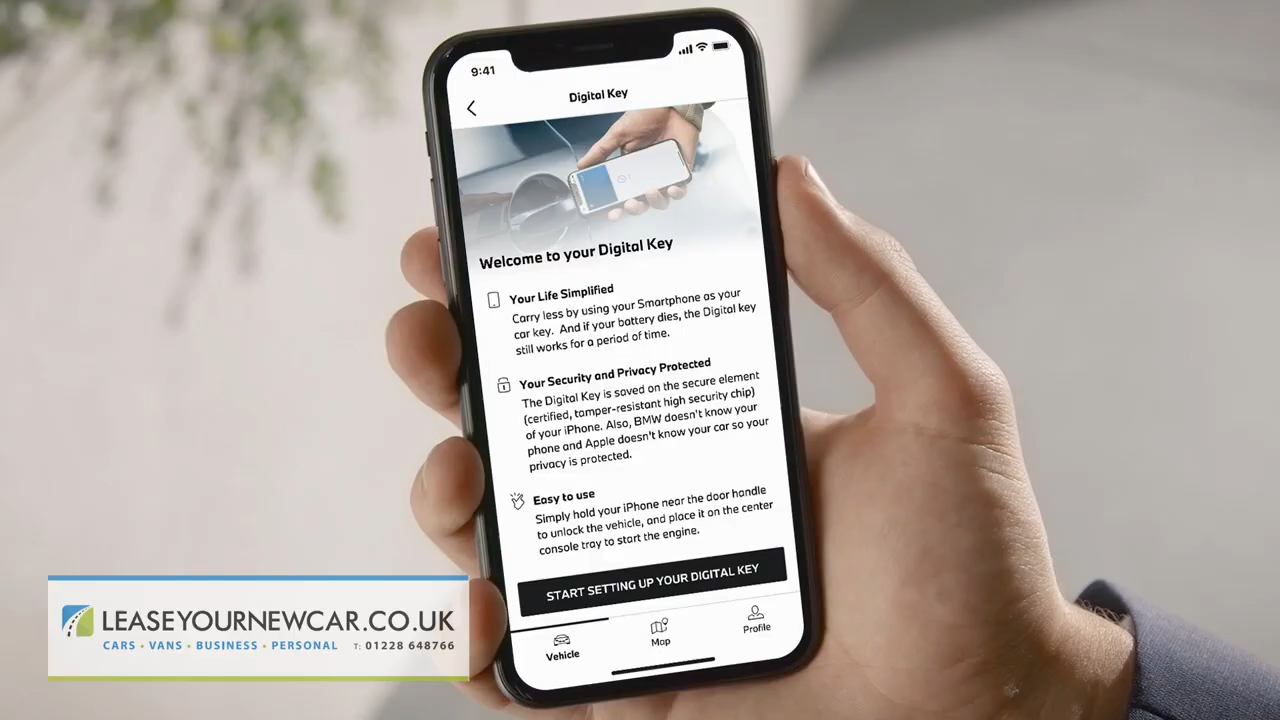 9:41
Digital Key
Welcome to your Digital Key
Your Life Simplified
Carry less by using your Smartphone as your
car key. And if your battery dies, the Digital key
still works for a period of time.
Your Security and Privacy Protected
The Digital Key is saved on the secure element
(certified, tamper-resistant high security chip)
of your iPhone. Also, BMW doesn't know your
phone and Apple doesn't know your car so your
privacy is protected.
Easy to use
Simply hold your iPhone near the door handle
to unlock the vehicle, and place it on the center
console tray to start the engine.
START SETTING UP YOUR DIGITAL KEY
Vehicle
Map
Profile
LEASEYOURNEWCAR.CO.UK
CARS • VANS • BUSINESS • PERSONAL T: 01228 648766